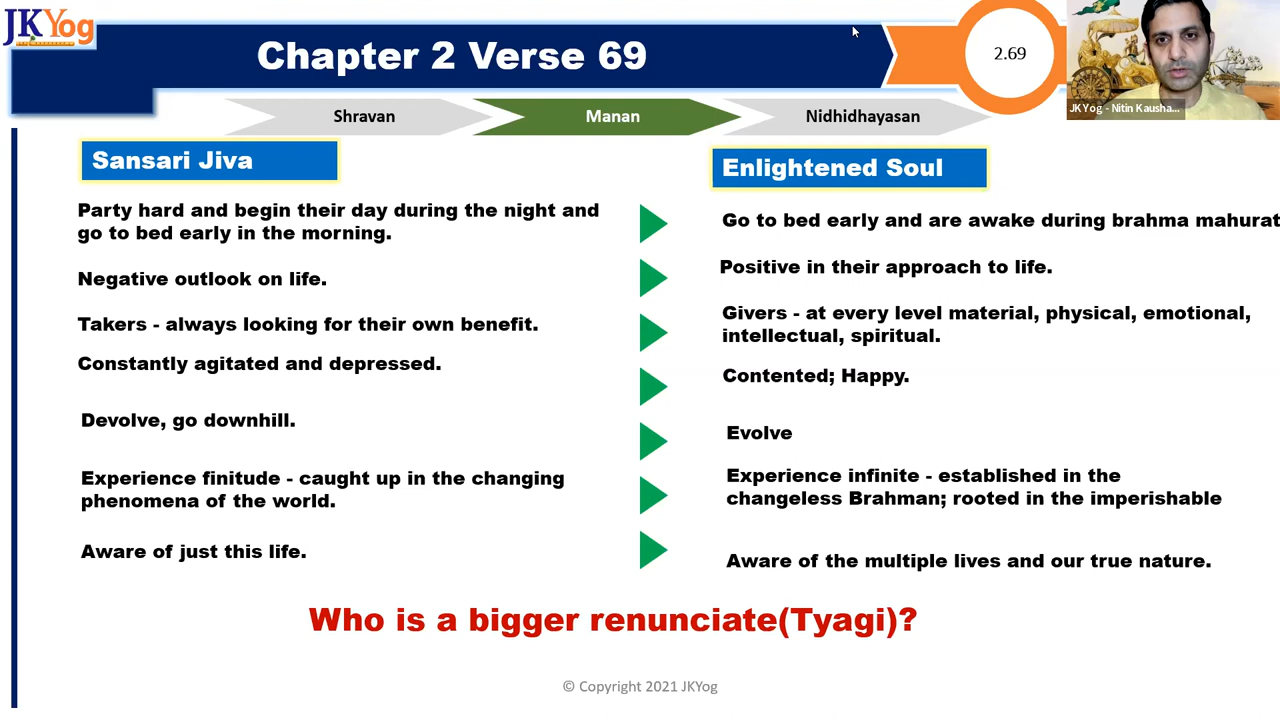 JKYog
Chapter 2 Verse 69
2.69
JKYog - Nitin Kausha...
Shravan
Manan
Nidhidhayasan
Sansari Jiva
Party hard and begin their day during the night and
go to bed early in the morning.
Negative outlook on life.
Takers - always looking for their own benefit.
Constantly agitated and depressed.
Devolve, go downhill.
Experience finitude - caught up in the changing
phenomena of the world.
Aware of just this life.
Enlightened Soul
Go to bed early and are awake during brahma mahurat
Positive in their approach to life.
Givers - at every level material, physical, emotional,
intellectual, spiritual.
Contented; Happy.
Evolve
Experience infinite - established in the
changeless Brahman; rooted in the imperishable
Aware of the multiple lives and our true nature.
Who is a bigger renunciate(Tyagi)?
© Copyright 2021 JKYog